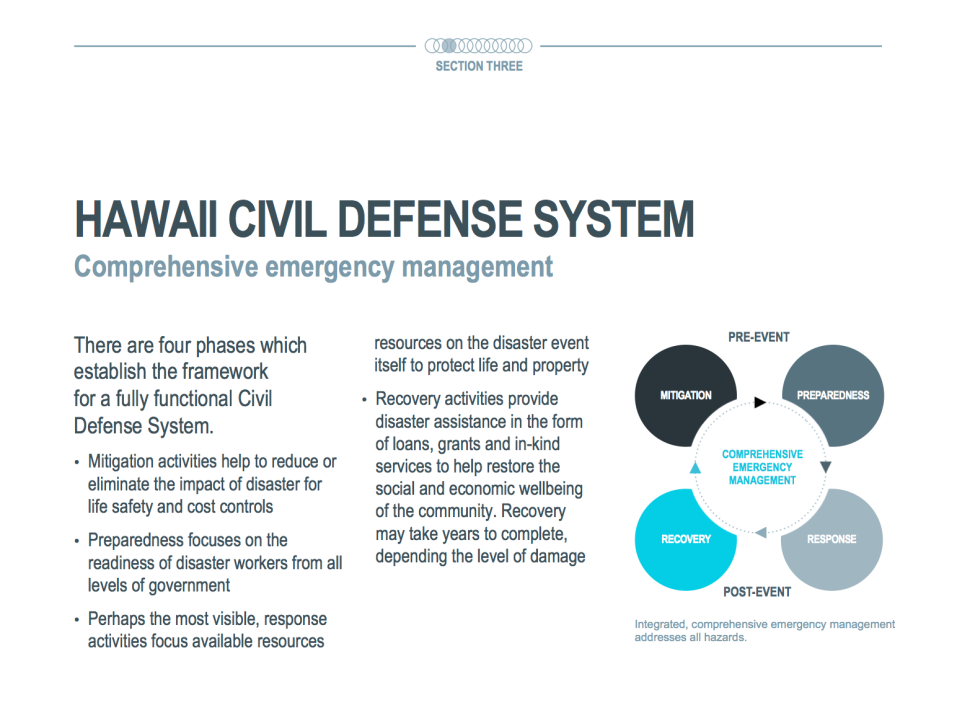 SECTION THREE
HAWAII CIVIL DEFENSE SYSTEM
Comprehensive emergency management
There are four phases which
establish the framework
for a fully functional Civil
Defense System.
• Mitigation activities help to reduce or
eliminate the impact of disaster for
life safety and cost controls
• Preparedness focuses on the
readiness of disaster workers from all
levels of government
• Perhaps the most visible, response
activities focus available resources
resources on the disaster event
itself to protect life and property
• Recovery activities provide
disaster assistance in the form
of loans, grants and in-kind
services to help restore the
social and economic wellbeing
of the community. Recovery
may take years to complete,
depending the level of damage
PRE-EVENT
MITIGATION
PREPAREDNESS
COMPREHENSIVE
EMERGENCY
MANAGEMENT
RECOVERY
RESPONSE
POST-EVENT
Integrated, comprehensive emergency management
addresses all hazards.